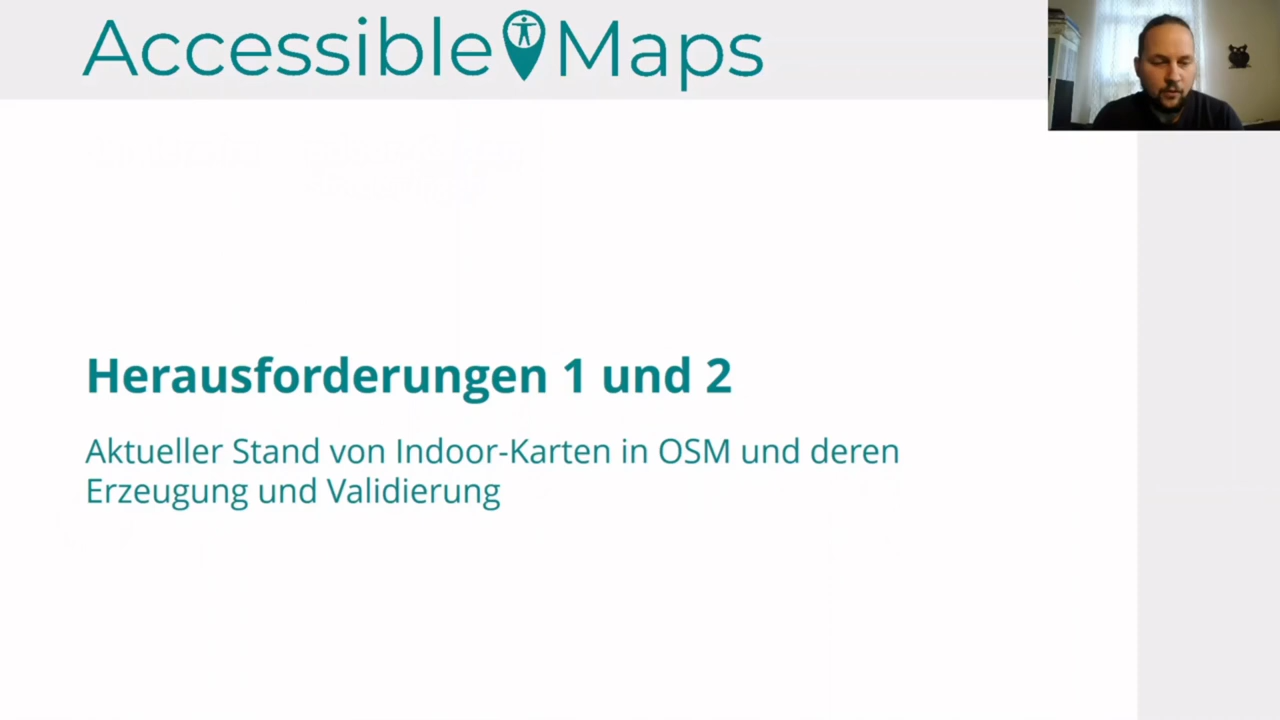 Accessible Maps
Herausforderungen 1 und 2
Aktueller Stand von Indoor-Karten in OSM und deren
Erzeugung und Validierung